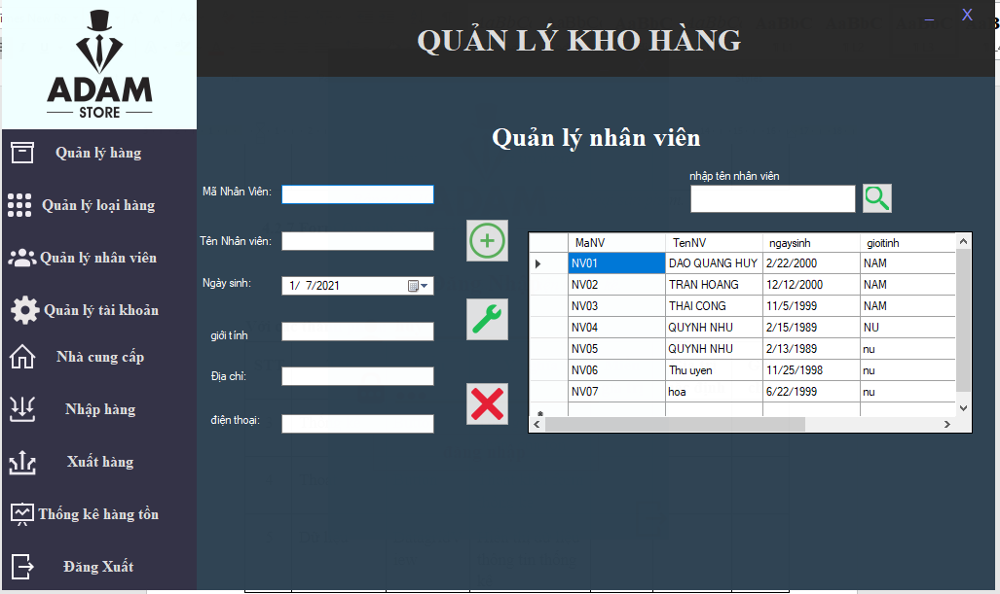 ADAM
STORE
QUẢN LÝ KHO HÀNG
X
Quản lý hàng
Quản lý loại hàng
Quản lý nhân viên
Quản lý tài khoản
Nhà cung cấp
Nhập hàng
Xuất hàng
Thống kê hàng tồn
Đăng Xuất
Quản lý nhân viên
nhập tên nhân viên
Mã Nhân Viên:
Tên Nhân viên:
Ngày sinh:
1/ 7/2021
giới tính
Địa chỉ:
điện thoại:
MaNV TenNV ngaysinh gioitinh
NV01 DAO QUANG HUY 2/22/2000 NAM
NV02 TRAN HOANG 12/12/2000 NAM
NV03 THAI CONG 11/5/1999 NAM
NV04 QUYNH NHU 2/15/1989 NU
NV05 QUYNH NHU 2/13/1989 nu
NV06 Thu uyen 11/25/1998 nu
NV07 hoa 6/22/1999 nu